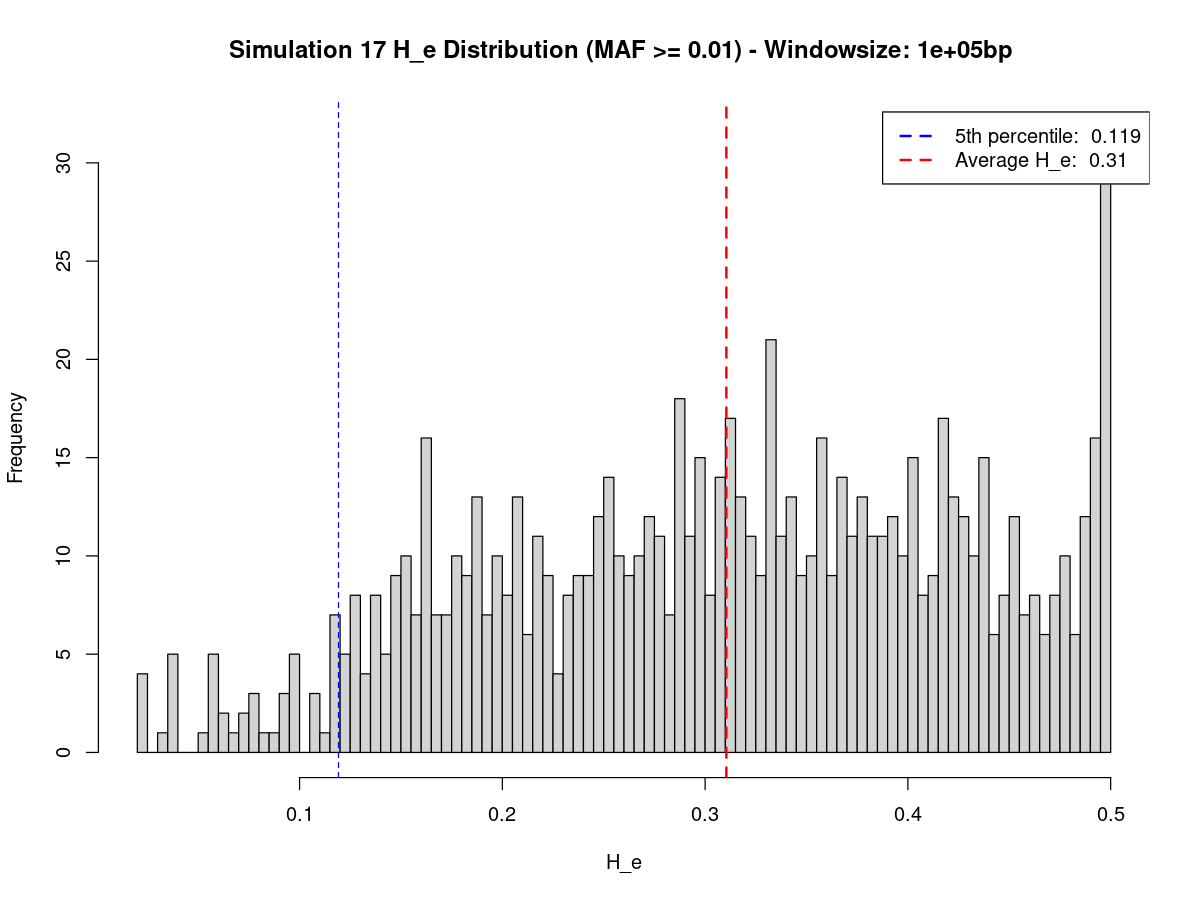 Simulation 17 H_e Distribution (MAF >= 0.01) - Windowsize: 1e+05bp
5th percentile: 0.119
Average H_e: 0.31
30
25
20
15
10
5
0
Frequency
0.1 0.2 0.3 0.4 0.5
H_e